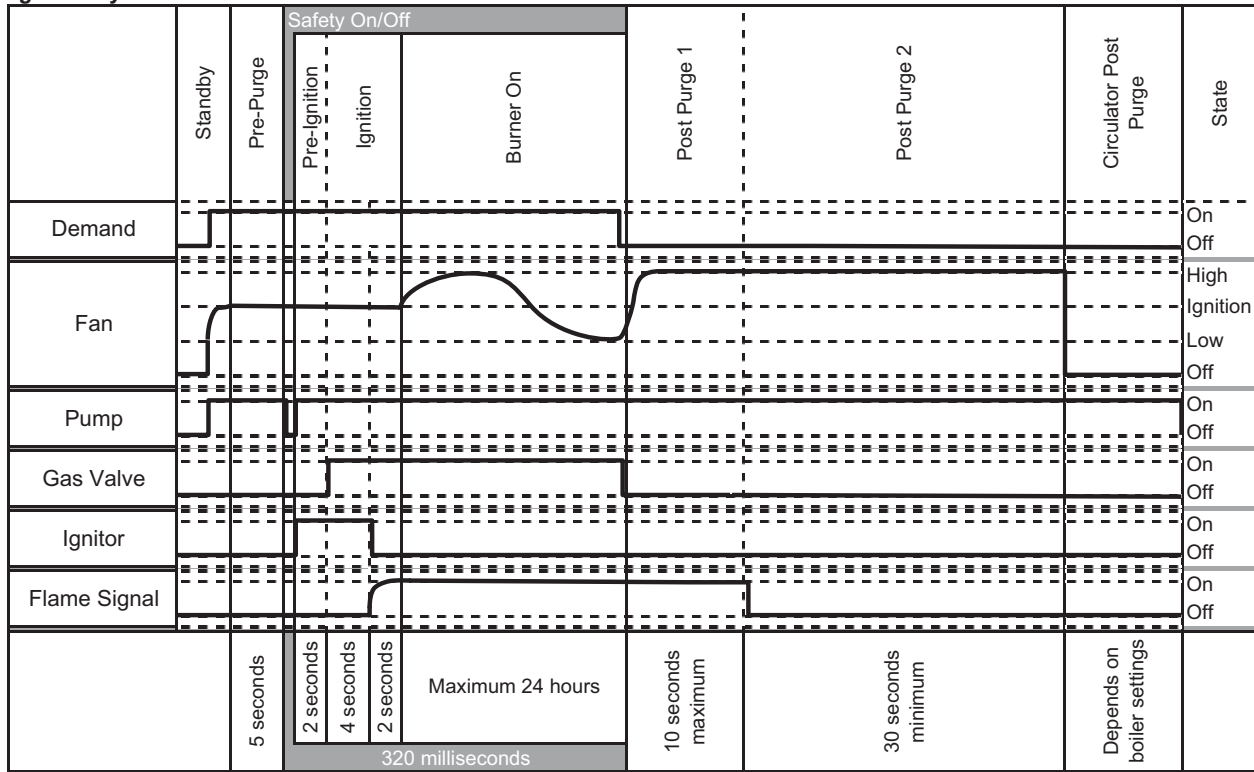 Safety On/Off
Standby
Pre-Purge
Pre-Ignition
Ignition
Burner On
Post Purge 1
Post Purge 2
Circulator Post
Purge
State
Demand
On
Off
Fan
High
Ignition
Low
Off
Pump
On
Off
Gas Valve
On
Off
Ignitor
On
Off
Flame Signal
On
Off
5 seconds
2 seconds
4 seconds
2 seconds
Maximum 24 hours
10 seconds
maximum
30 seconds
minimum
Depends on
boiler settings
320 milliseconds